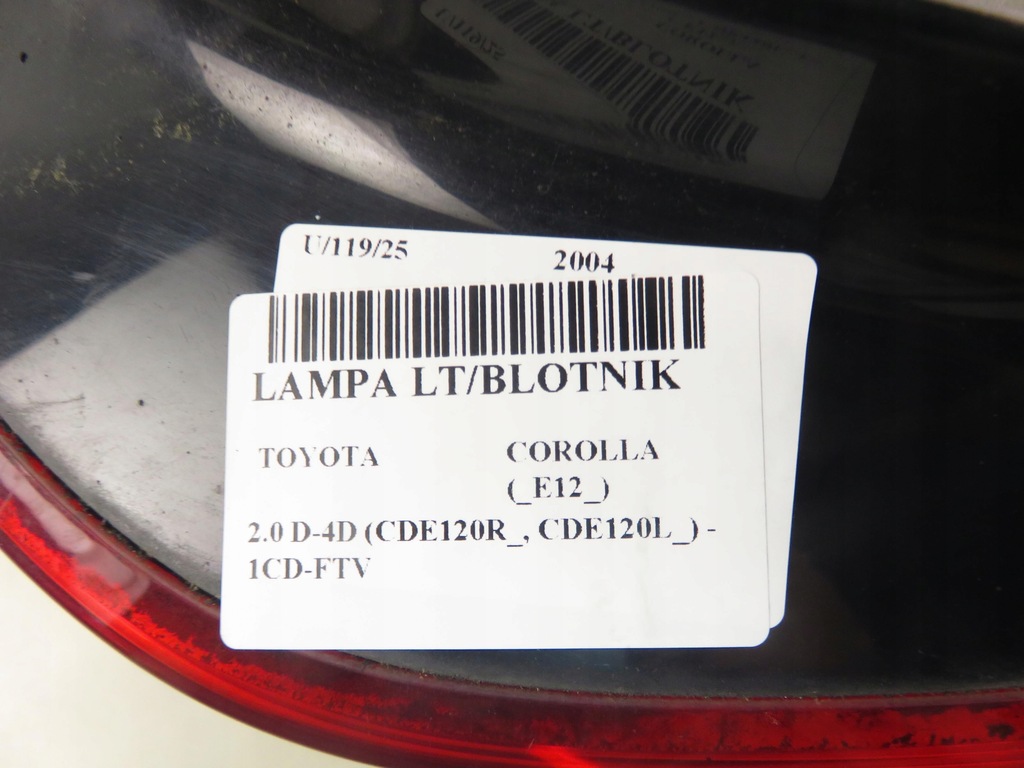 U/119/25 2004
LAMPA LT/BLOTNIK
TOYOTA COROLLA
(_E12_)
2.0 D-4D (CDE120R_, CDE120L_) -
1CD-FTV